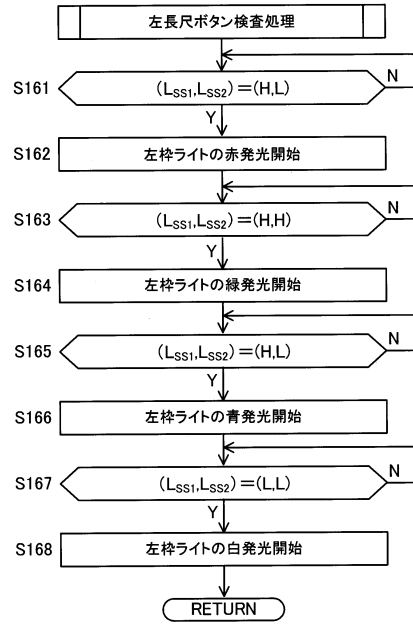 左長尺ボタン検査処理
S161
(LSS1,LSS2)=(H,L)
N
Y
S162
左枠ライトの赤発光開始
S163
(LSS1,LSS2)=(H,H)
N
Y
S164
左枠ライトの緑発光開始
S165
(LSS1,LSS2)=(H,L)
N
Y
S166
左枠ライトの青発光開始
S167
(LSS1,LSS2)=(L,L)
N
Y
S168
左枠ライトの白発光開始
RETURN